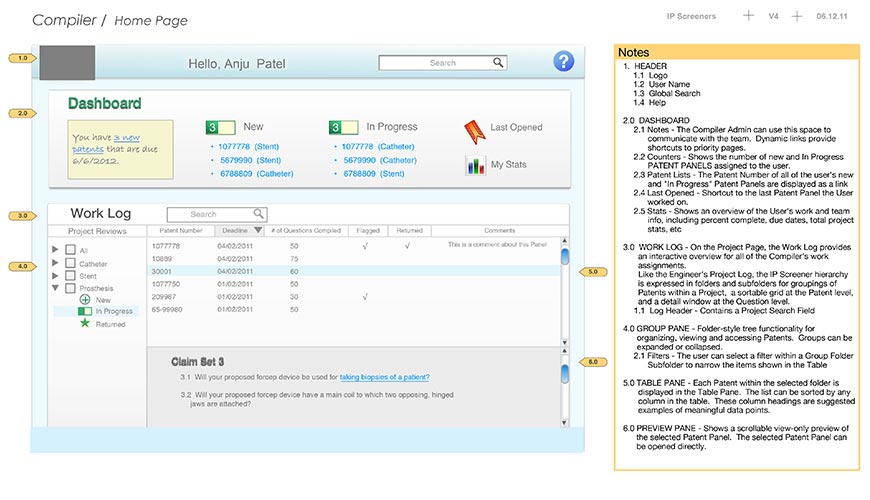 Compiler / Home Page
IP Screeners V4 06.12.11
1.0
Hello, Anju Patel
Search
?
2.0
Dashboard
You have 3 new
patents that are due
6/6/2012.
3 New
1077778 (Stent)
5679990 (Stent)
6788809 (Catheter)
3 In Progress
1077778 (Catheter)
5679990 (Catheter)
6788809 (Stent)
Last Opened
My Stats
3.0
Work Log
Search
Project Reviews
Patent Number Deadline # of Questions Complied Flagged Returned Comments
4.0
All
Catheter
Stent
Prosthesis
New
In Progress
Returned
1077778 04/02/2011 50 √ √ This is a comment about this Panel
10889 04/02/2011 75
30001 04/02/2011 60
1077750 01/02/2011 50
209987 01/02/2011 30 √
65-99980 01/02/2011 50
5.0
6.0
Claim Set 3
3.1 Will your proposed forcep device be used for taking biopsies of a patient?
3.2 Will your proposed forcep device have a main coil to which two opposing, hinged
jaws are attached?
Notes
1. HEADER
1.1 Logo
1.2 User Name
1.3 Global Search
1.4 Help
2.0 DASHBOARD
2.1 Notes - The Compiler Admin can use this space to
communicate with the team. Dynamic links provide
shortcuts to priority pages.
2.2 Counters - Shows the number of new and In Progress
PATENT PANELS assigned to the user.
2.3 Patent Lists - The Patent Number of all of the user's new
and "In Progress" Patent Panels are displayed as a link
2.4 Last Opened - Shortcut to the last Patent Panel the User
worked on.
2.5 Stats - Shows an overview of the User's work and team
info, including percent complete, due dates, total project
stats, etc
3.0 WORK LOG - On the Project Page, the Work Log provides
an interactive overview for all of the Compiler's work
assignments.
Like the Engineer's Project Log, the IP Screener hierarchy
is expressed in folders and subfolders for groupings of
Patents within a Project, a sortable grid at the Patent level,
and a detail window at the Question level.
1.1 Log Header - Contains a Project Search Field
4.0 GROUP PANE - Folder-style tree functionality for
organizing, viewing and accessing Patents. Groups can be
expanded or collapsed.
2.1 Filters - The user can select a filter within a Group Folder
Subfolder to narrow the items shown in the Table
5.0 TABLE PANE - Each Patent within the selected folder is
displayed in the Table Pane. The list can be sorted by any
column in the table. These column headings are suggested
examples of meaningful data points.
6.0 PREVIEW PANE - Shows a scrollable view-only preview of
the selected Patent Panel. The selected Patent Panel can
be opened directly.